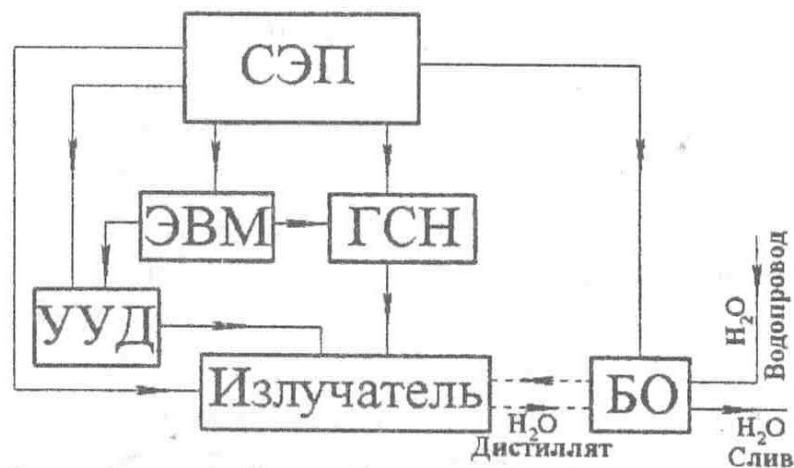 СЭП
ЭВМ
ГСН
УУД
Излучатель
БО
H₂O
Водопровод
H₂O
Дистиллят
H₂O
Слив